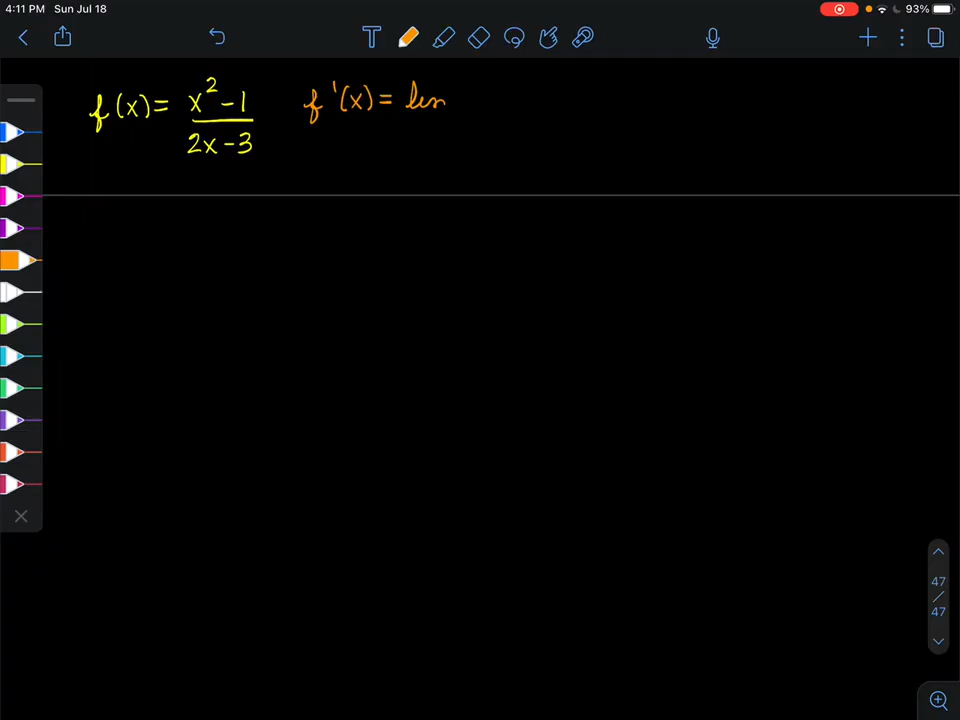 4:11 PM Sun Jul 18 93%
T
f(x) = x² - 1 f'(x) = lim
2x - 3
47
/
47